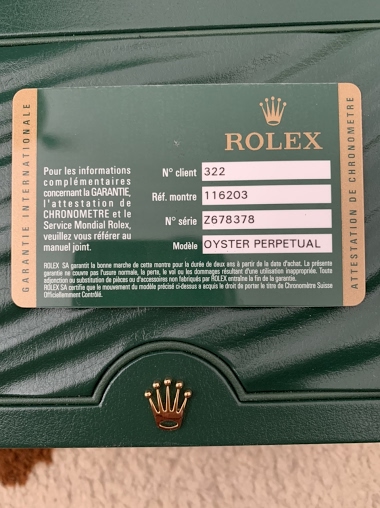 GARANTIE INTERNATIONALE
ROLEX
Pour les informations
complémentaires
concernant la GARANTIE,
l'attestation de
CHRONOMETRE et le
Service Mondial Rolex,
veuillez vous référer au
manuel joint.
N° client 322
Réf. montre 116203
N° série Z678378
Modèle OYSTER PERPETUAL
ROLEX SA garantit la bonne marche de cette montre pour la durée de deux ans à partir de la date d'achat. La présente
garantie ne couvre pas l'usure normale, la perte, le vol ou les dommages résultant d'une utilisation inappropriée. Toute
adjonction ou substitution de pièces ou d'accessoires non fabriqués par ROLEX entraîne la fin de la garantie.
ROLEX SA certifie que le mouvement du modèle précité ci-dessus a acquis le droit de porter le titre de Chronomètre Suisse
Officiellement Contrôlé.
ATTESTATION DE CHRONOMETRE